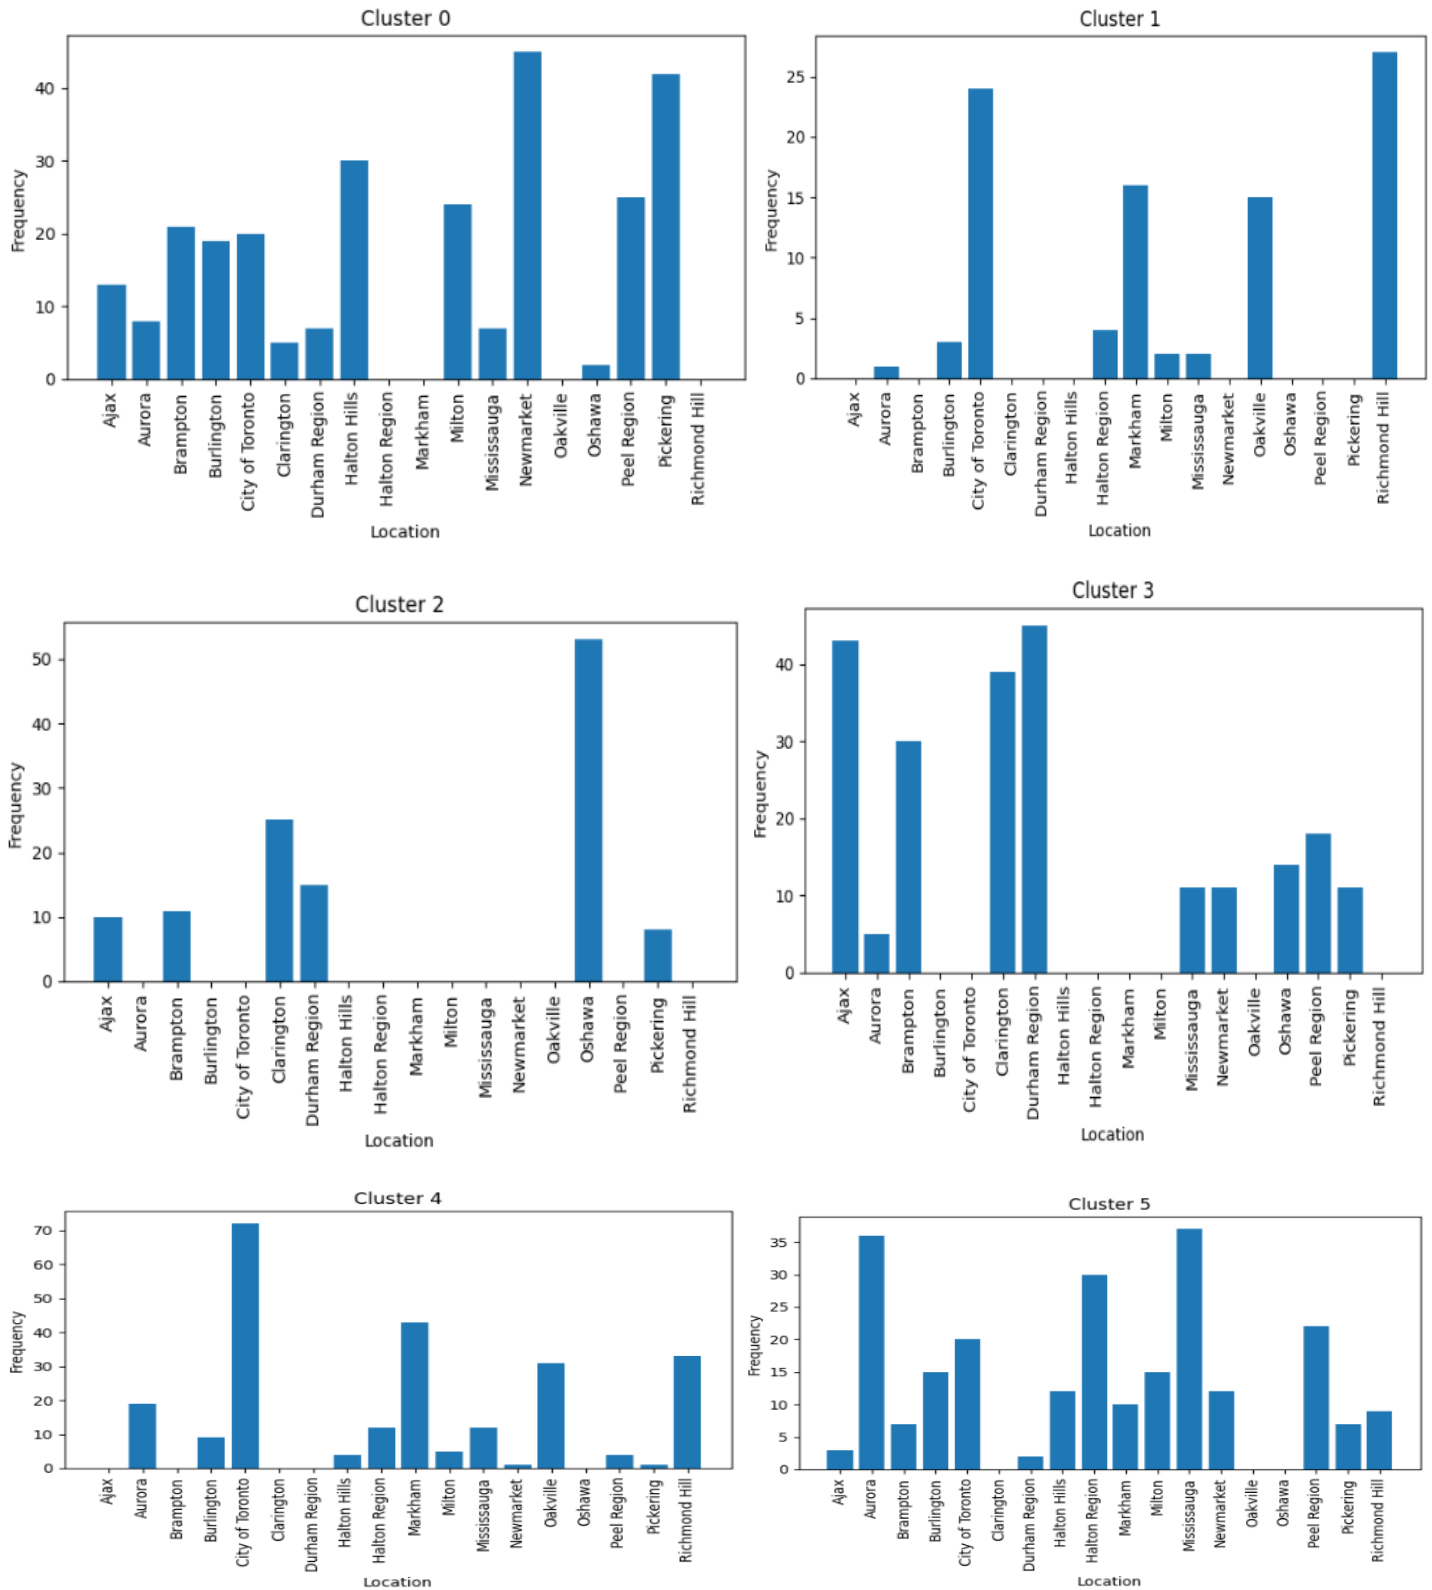 Cluster 0
Frequency
40
30
20
10
0
Ajax
Aurora
Brampton
Burlington
City of Toronto
Clarington
Durham Region
Halton Hills
Halton Region
Markham
Milton
Mississauga
Newmarket
Oakville
Oshawa
Peel Region
Pickering
Richmond Hill
Location
Cluster 1
Frequency
25
20
15
10
5
0
Ajax
Aurora
Brampton
Burlington
City of Toronto
Clarington
Durham Region
Halton Hills
Halton Region
Markham
Milton
Mississauga
Newmarket
Oakville
Oshawa
Peel Region
Pickering
Richmond Hill
Location
Cluster 2
Frequency
50
40
30
20
10
0
Ajax
Aurora
Brampton
Burlington
City of Toronto
Clarington
Durham Region
Halton Hills
Halton Region
Markham
Milton
Mississauga
Newmarket
Oakville
Oshawa
Peel Region
Pickering
Richmond Hill
Location
Cluster 3
Frequency
40
30
20
10
0
Ajax
Aurora
Brampton
Burlington
City of Toronto
Clarington
Durham Region
Halton Hills
Halton Region
Markham
Milton
Mississauga
Newmarket
Oakville
Oshawa
Peel Region
Pickering
Richmond Hill
Location
Cluster 4
Frequency
70
60
50
40
30
20
10
0
Ajax
Aurora
Brampton
Burlington
City of Toronto
Clarington
Durham Region
Halton Hills
Halton Region
Markham
Milton
Mississauga
Newmarket
Oakville
Oshawa
Peel Region
Pickering
Richmond Hill
Location
Cluster 5
Frequency
35
30
25
20
15
10
5
0
Ajax
Aurora
Brampton
Burlington
City of Toronto
Clarington
Durham Region
Halton Hills
Halton Region
Markham
Milton
Mississauga
Newmarket
Oakville
Oshawa
Peel Region
Pickering
Richmond Hill
Location